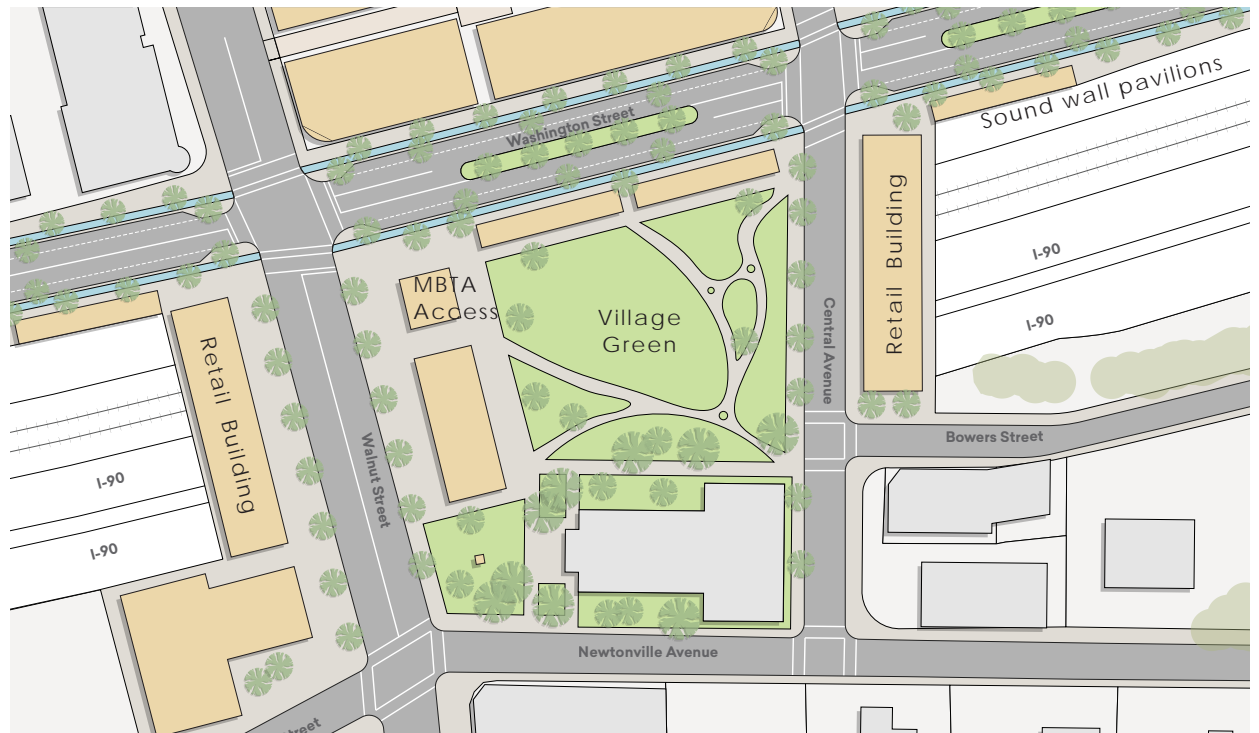 Sound wall pavilions
Washington Street
Retail Building
I-90
MBTA
Access
Village
Green
Central Avenue
I-90
Retail Building
Walnut Street
Bowers Street
I-90
I-90
Newtonville Avenue